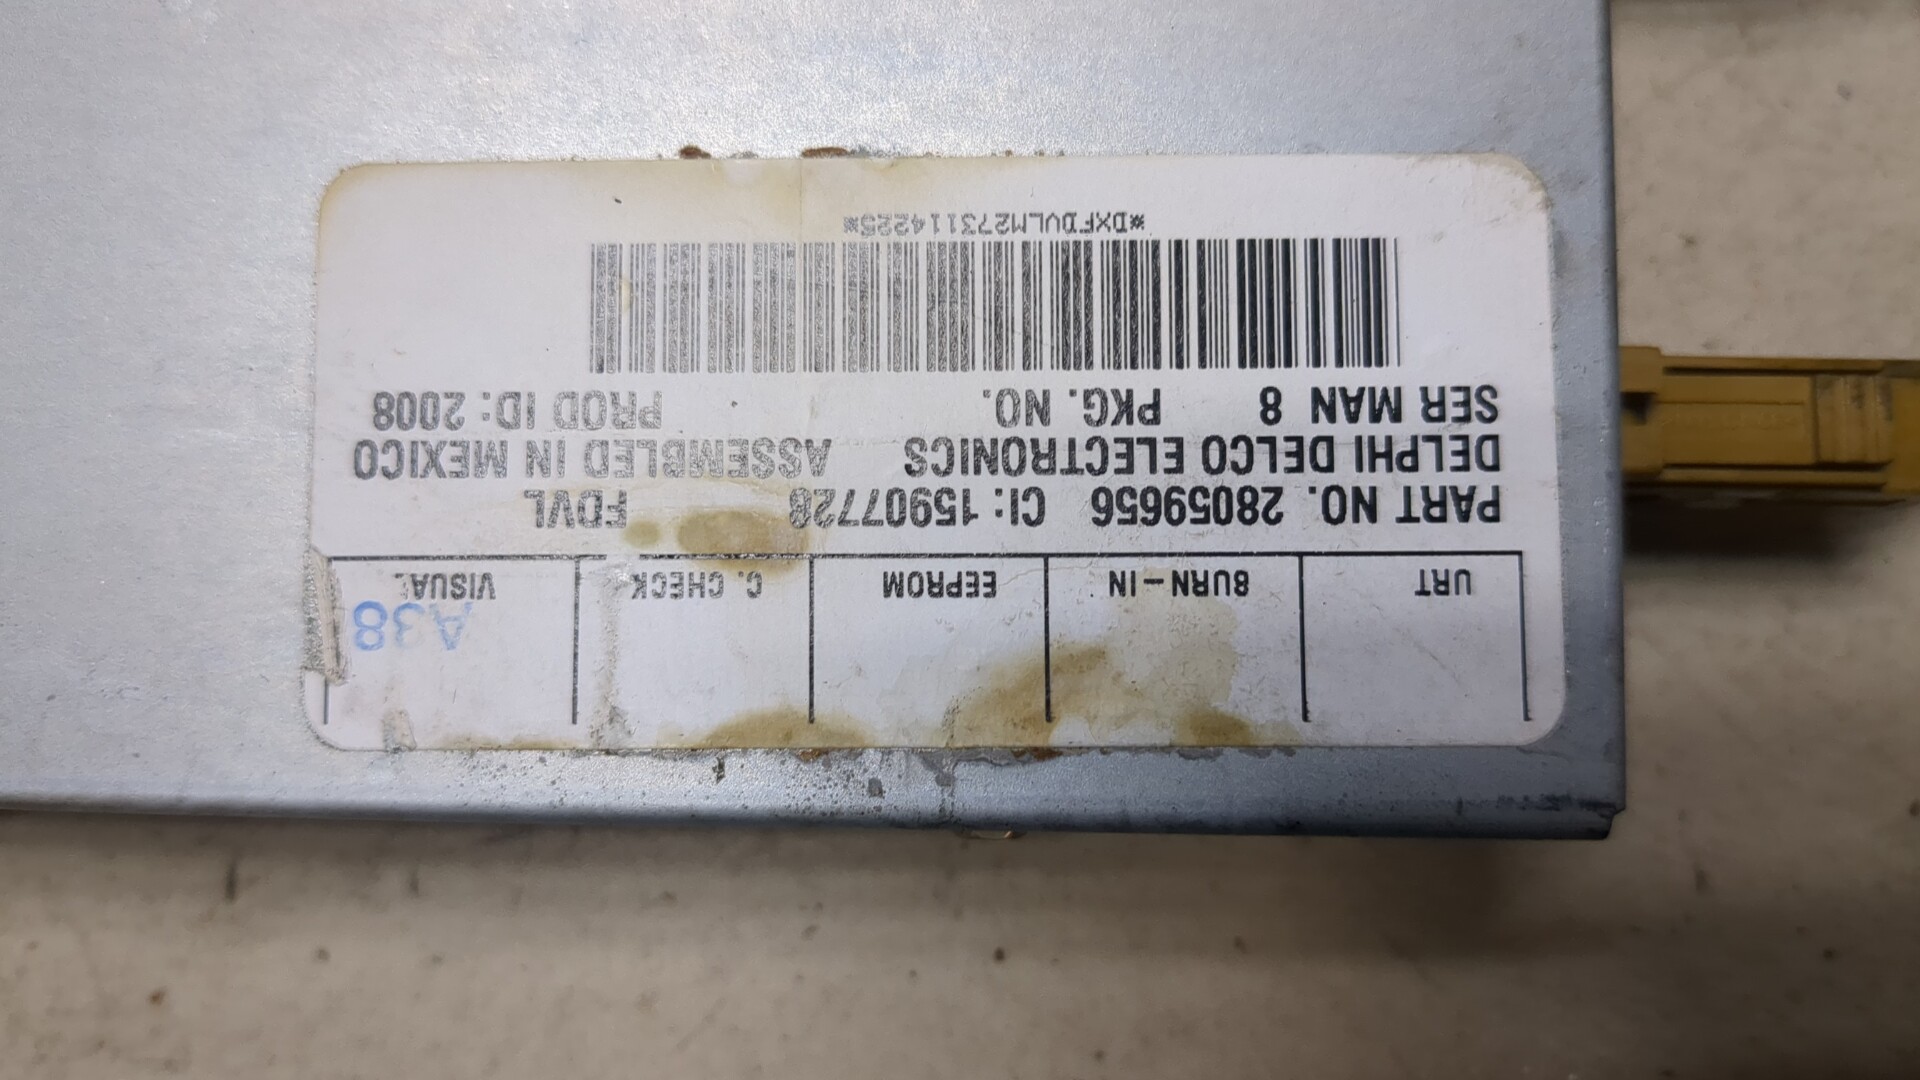 A38
URT BURN-IN EEPROM C. CHECK VISUAL
PART NO. 28059656 CI: 15907728 FDVL
DELPHI DELCO ELECTRONICS ASSEMBLED IN MEXICO
SER MAN 8 PKG. NO. PROD ID: 2008
*DXFDVLM273114225*